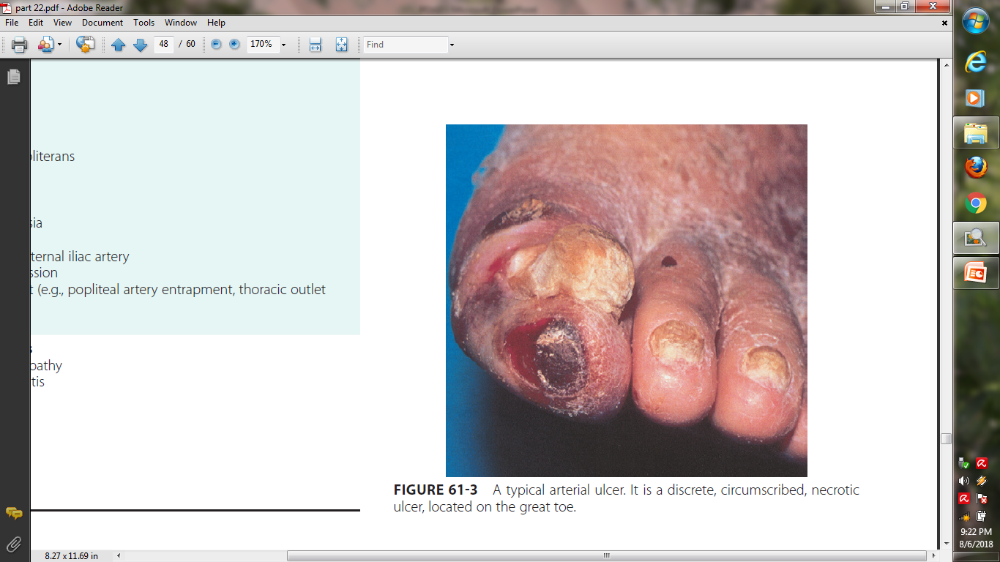 part 22.pdf - Adobe Reader
File Edit View Document Tools Window Help
48 / 60 170% Find
oliterans
sia
ternal iliac artery
ssion
t (e.g., popliteal artery entrapment, thoracic outlet
s
pathy
tis
FIGURE 61-3 A typical arterial ulcer. It is a discrete, circumscribed, necrotic
ulcer, located on the great toe.
8.27 x 11.69 in
9:22 PM
8/6/2018